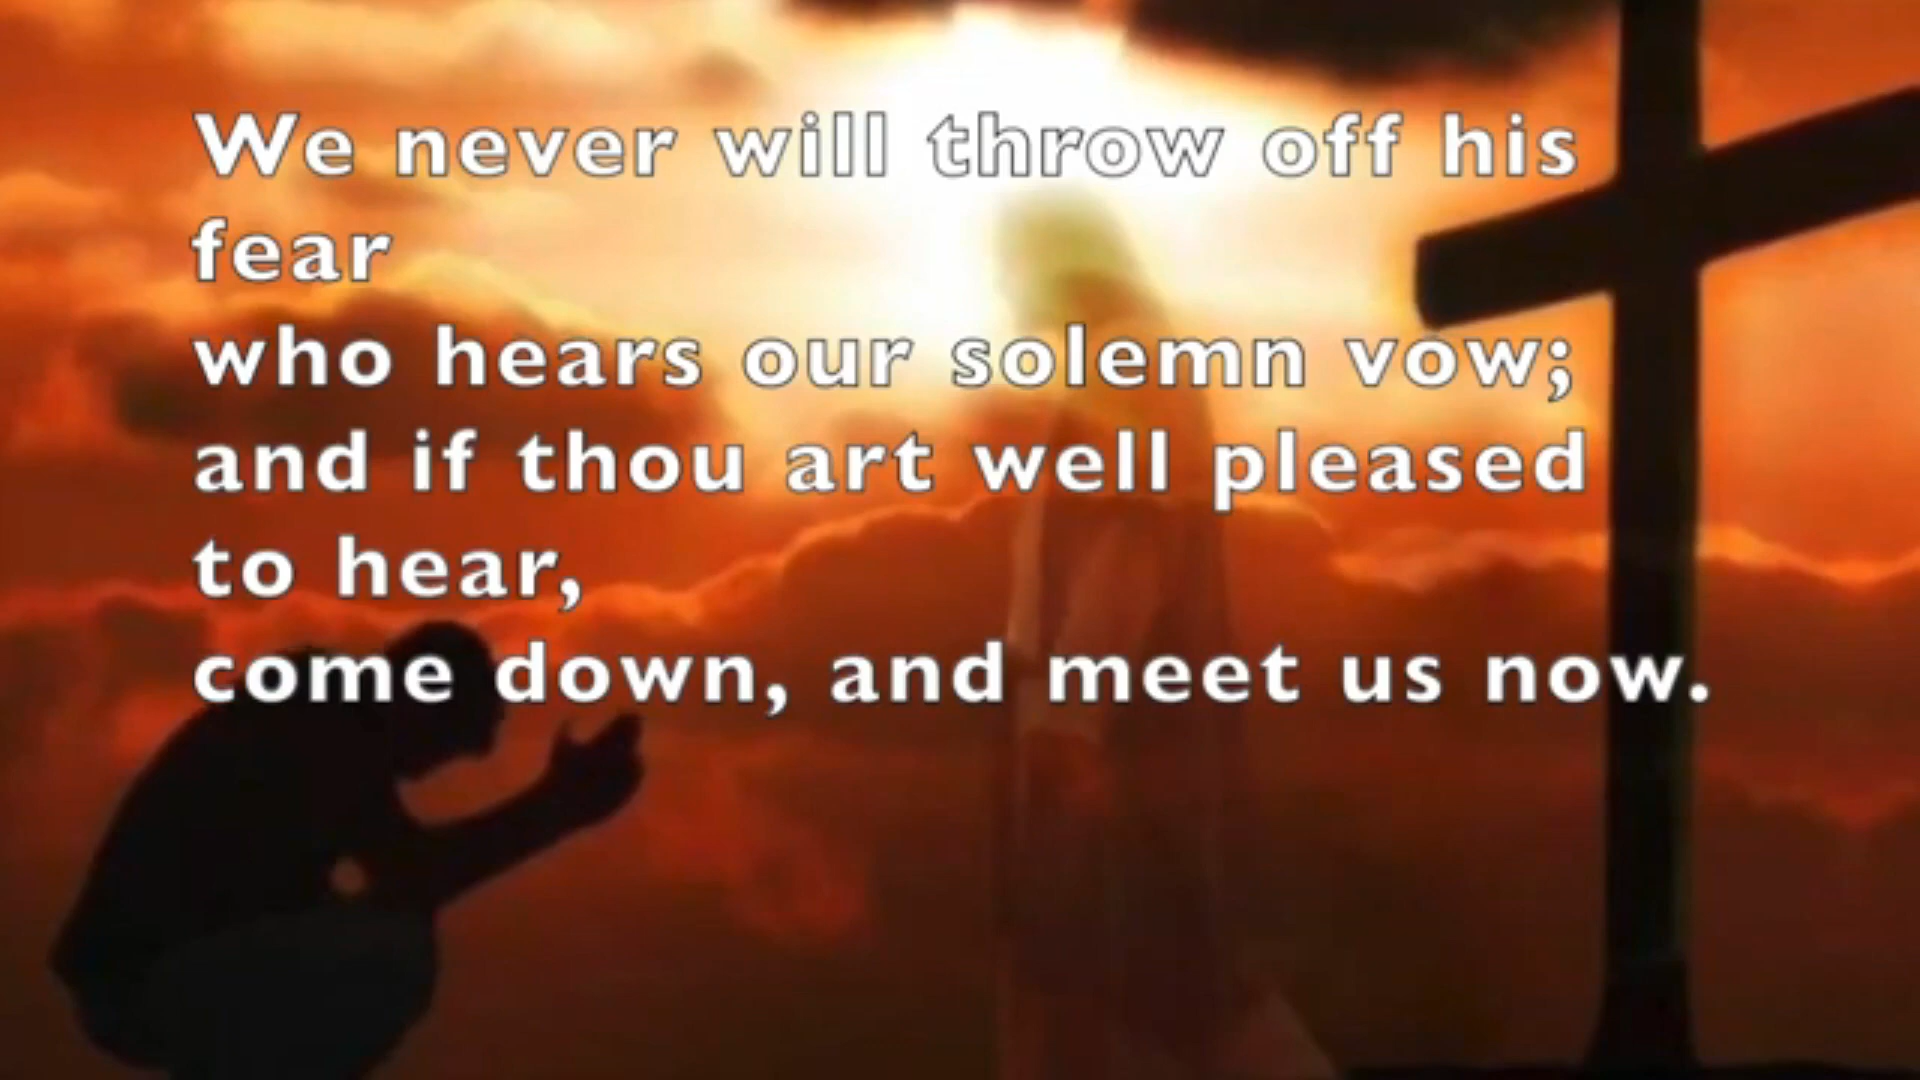 We never will throw off his
fear
who hears our solemn vow;
and if thou art well pleased
to hear,
come down, and meet us now.